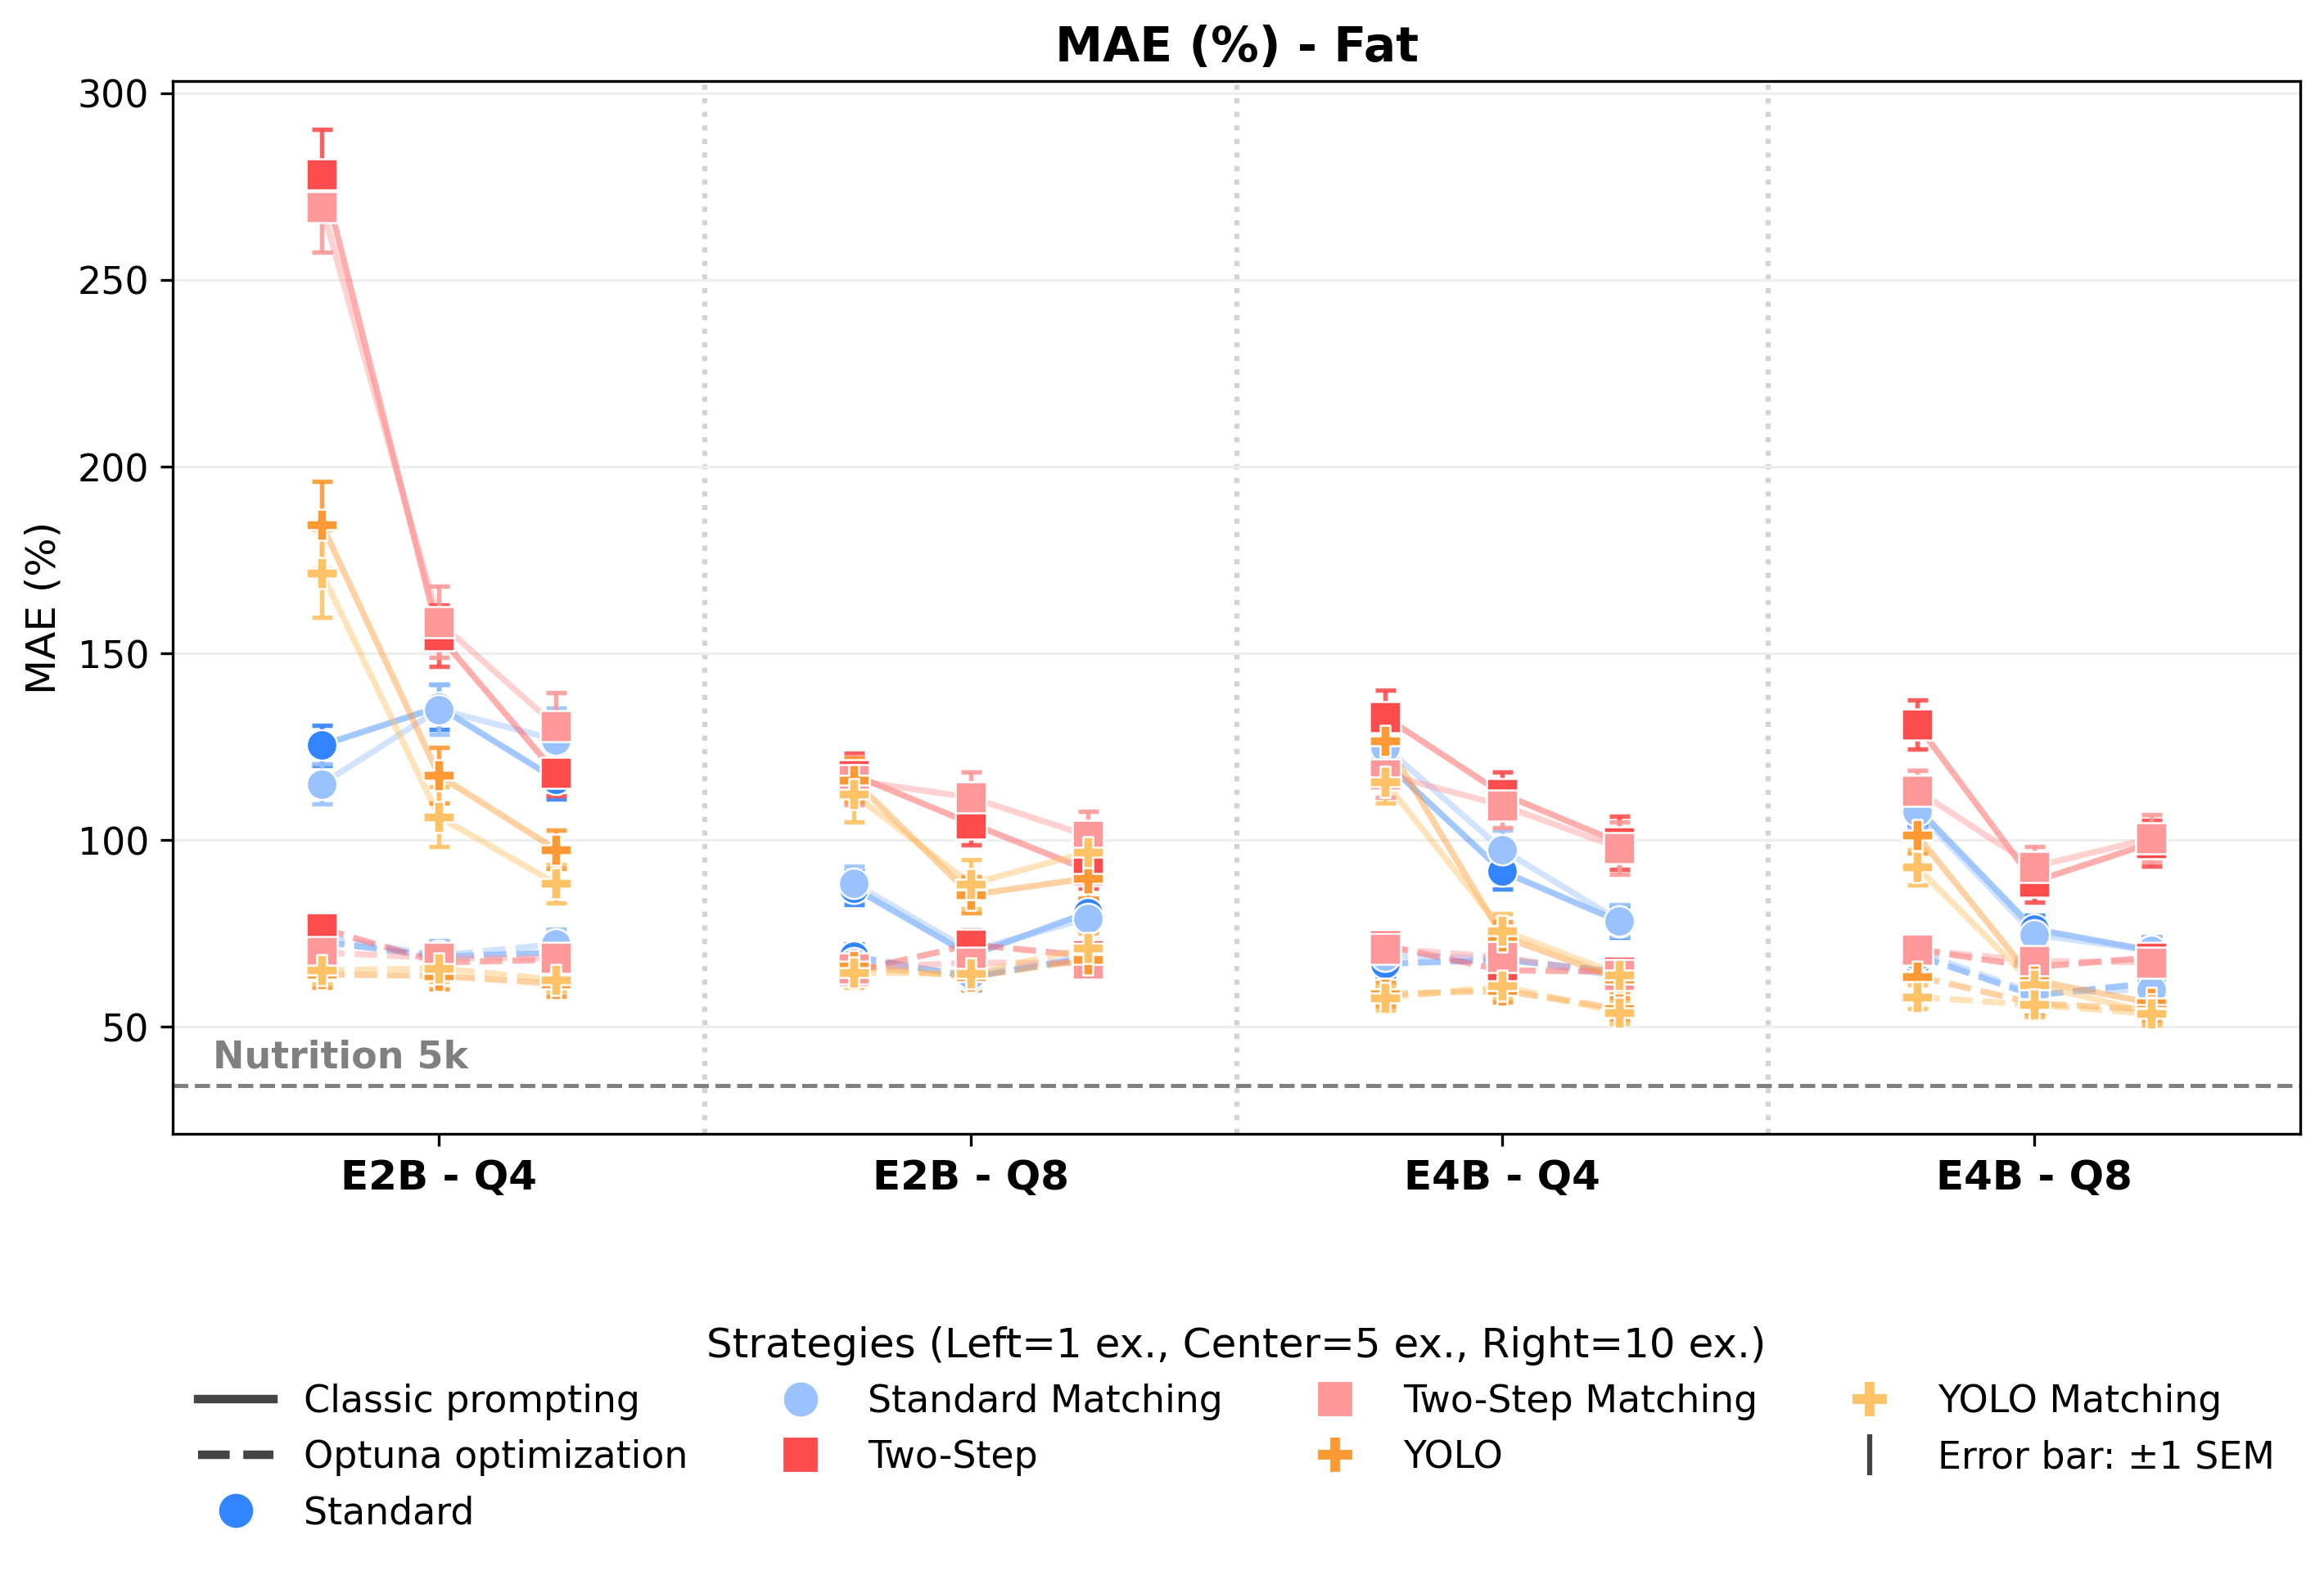 MAE (%) - Fat
MAE (%)
300
250
200
150
100
50
Nutrition 5k
E2B - Q4
E2B - Q8
E4B - Q4
E4B - Q8
Strategies (Left=1 ex., Center=5 ex., Right=10 ex.)
Classic prompting
Optuna optimization
Standard
Standard Matching
Two-Step
Two-Step Matching
YOLO
YOLO Matching
Error bar: ±1 SEM